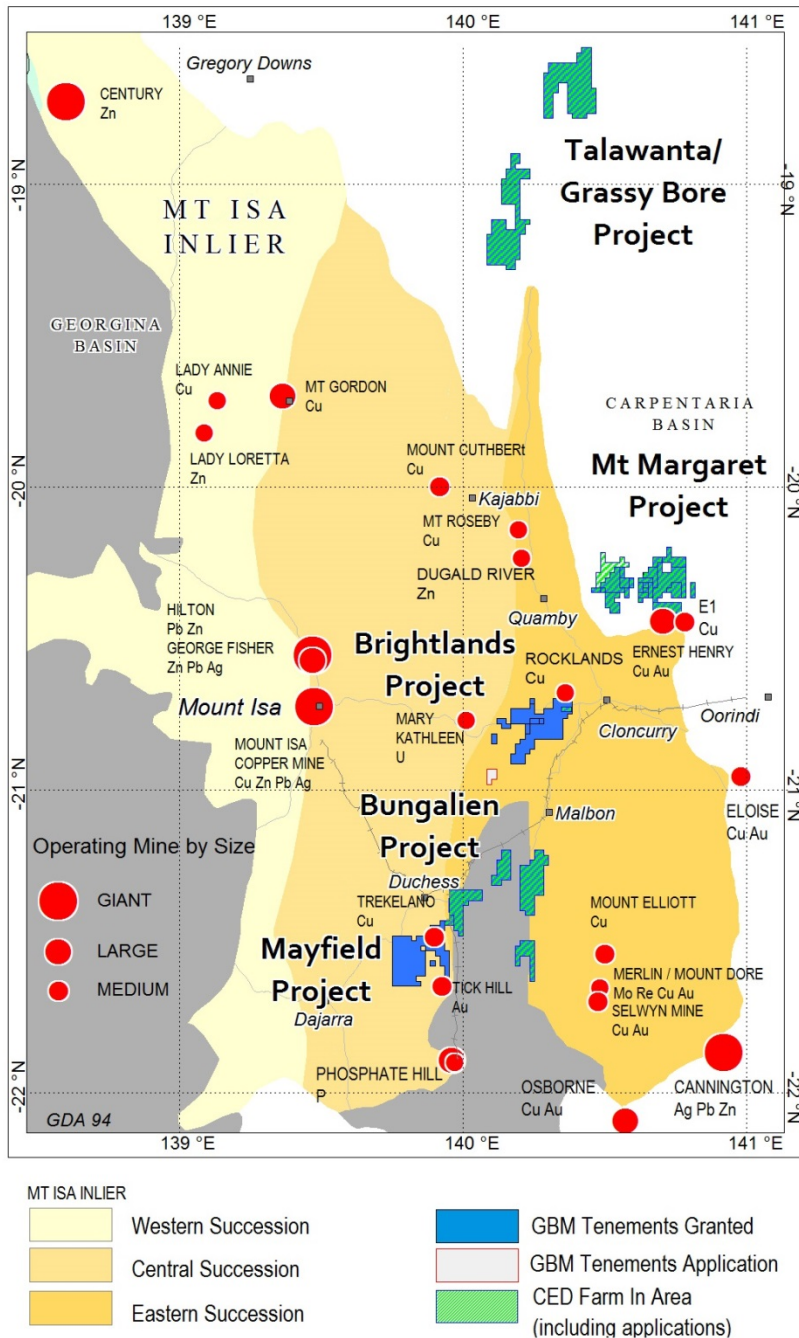 139 °E
140 °E
141 °E
Gregory Downs
CENTURY
Zn
Talawanta/
Grassy Bore
Project
-19 °N
-19 °N
MT ISA
INLIER
GEORGINA
BASIN
LADY ANNIE
Cu
MT GORDON
Cu
CARPENTARIA
BASIN
LADY LORETTA
Zn
MOUNT CUTHBERt
Cu
Mt Margaret
Project
-20 °N
-20 °N
Kajabbi
MT ROSEBY
Cu
DUGALD RIVER
Zn
Quamby
E1
Cu
HILTON
Pb Zn
GEORGE FISHER
Zn Pb Ag
Brightlands
Project
ERNEST HENRY
Cu Au
ROCKLANDS
Cu
Mount Isa
MARY
KATHLEEN
U
Cloncurry
Oorindi
MOUNT ISA
COPPER MINE
Cu Zn Pb Ag
-21 °N
-21 °N
Bungalien
Project
Malbon
ELOISE
Cu Au
Operating Mine by Size
GIANT
LARGE
MEDIUM
Duchess
TREKELANO
Cu
MOUNT ELLIOTT
Cu
Mayfield
Project
MERLIN / MOUNT DORE
Mo Re Cu Au
TICK HILL
Au
SELWYN MINE
Cu Au
Dajarra
PHOSPHATE HILL
P
OSBORNE
Cu Au
CANNINGTON
Ag Pb Zn
-22 °N
-22 °N
GDA 94
139 °E
140 °E
141 °E
MT ISA INLIER
Western Succession
Central Succession
Eastern Succession
GBM Tenements Granted
GBM Tenements Application
CED Farm In Area
(including applications)